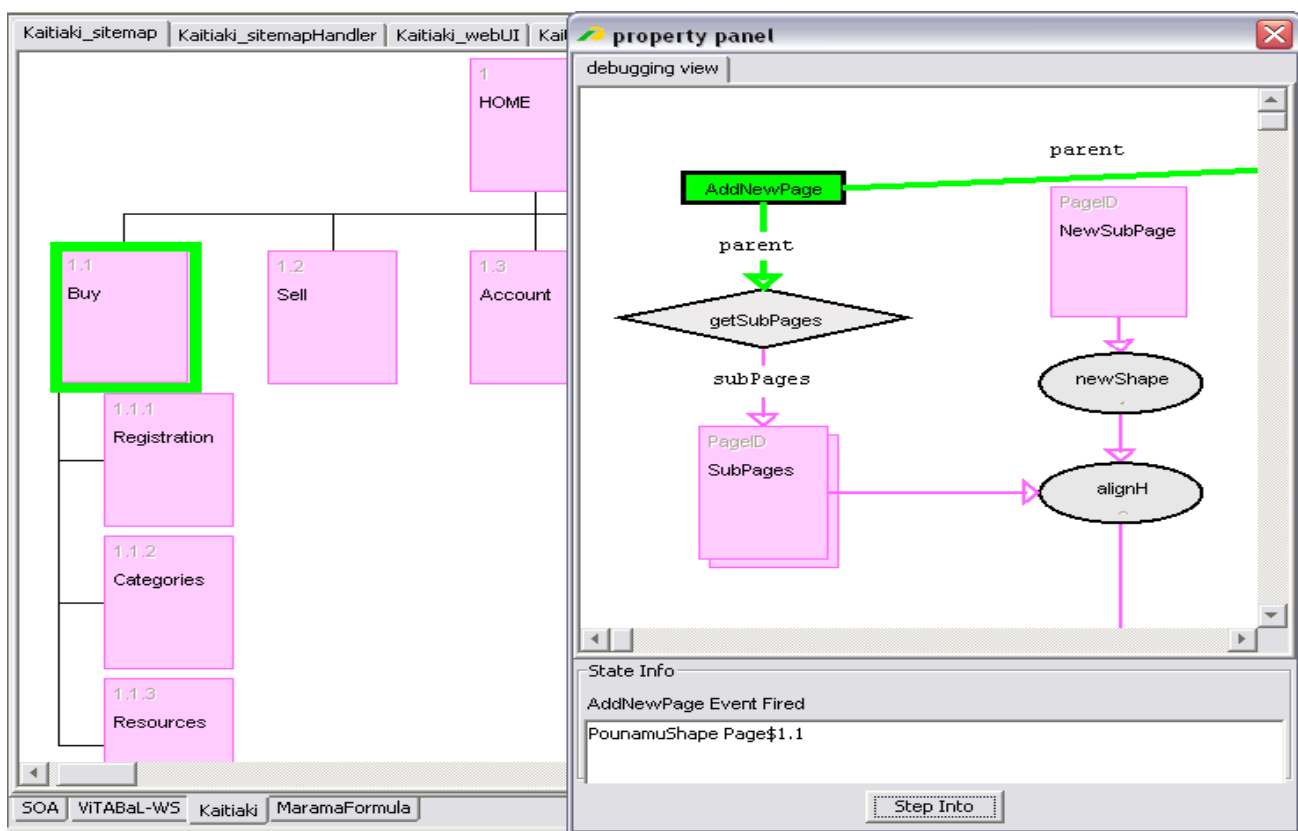 Kaitiaki_sitemap Kaitiaki_sitemapHandler Kaitiaki_webUI
1
HOME
1.1
Buy
1.2
Sell
1.3
Account
1.1.1
Registration
1.1.2
Categories
1.1.3
Resources
SOA ViTABaL-WS Kaitiaki MaramaFormula
property panel
debugging view
parent
AddNewPage
PageID
NewSubPage
parent
getSubPages
newShape
subPages
PageID
SubPages
alignH
State Info
AddNewPage Event Fired
PounamuShape Page$1.1
Step Into